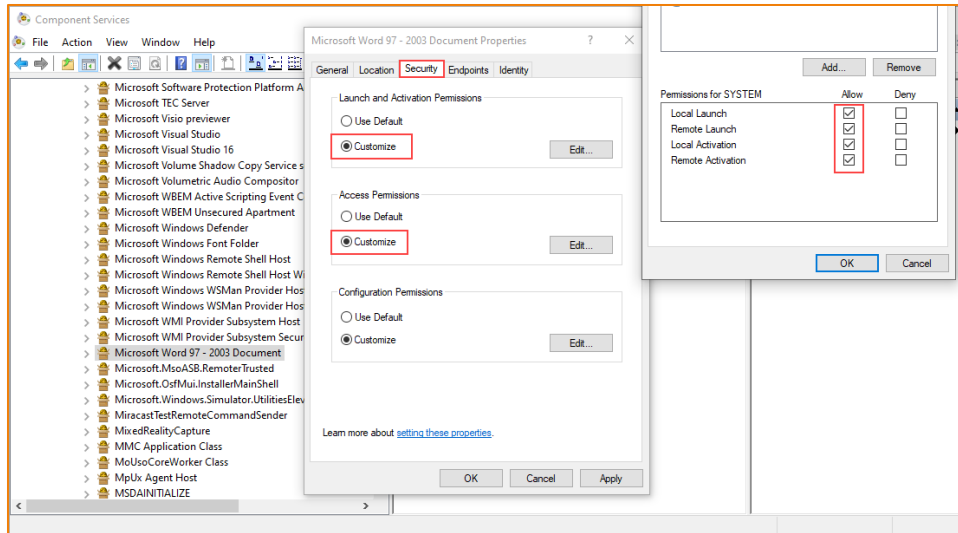 Component Services
File Action View Window Help
Microsoft Software Protection Platform A
Microsoft TEC Server
Microsoft Visio previewer
Microsoft Visual Studio
Microsoft Visual Studio 16
Microsoft Volume Shadow Copy Service s
Microsoft Volumetric Audio Compositor
Microsoft WBEM Active Scripting Event C
Microsoft WBEM Unsecured Apartment
Microsoft Windows Defender
Microsoft Windows Font Folder
Microsoft Windows Remote Shell Host
Microsoft Windows Remote Shell Host Wi
Microsoft Windows WSMan Provider Hos
Microsoft Windows WSMan Provider Hos
Microsoft WMI Provider Subsystem Host
Microsoft WMI Provider Subsystem Secur
Microsoft Word 97 - 2003 Document
Microsoft.MsoASB.RemoterTrusted
Microsoft.OsfMui.InstallerMainShell
Microsoft.Windows.Simulator.UtilitiesElev
MiracastTestRemoteCommandSender
MixedRealityCapture
MMC Application Class
MoUsoCoreWorker Class
MpUx Agent Host
MSDAINITIALIZE
Microsoft Word 97 - 2003 Document Properties
General Location Security Endpoints Identity
Launch and Activation Permissions
Use Default
Customize
Edit...
Access Permissions
Use Default
Customize
Edit...
Configuration Permissions
Use Default
Customize
Edit...
Learn more about setting these properties.
OK Cancel Apply
Add... Remove
Permissions for SYSTEM Allow Deny
Local Launch
Remote Launch
Local Activation
Remote Activation
OK Cancel